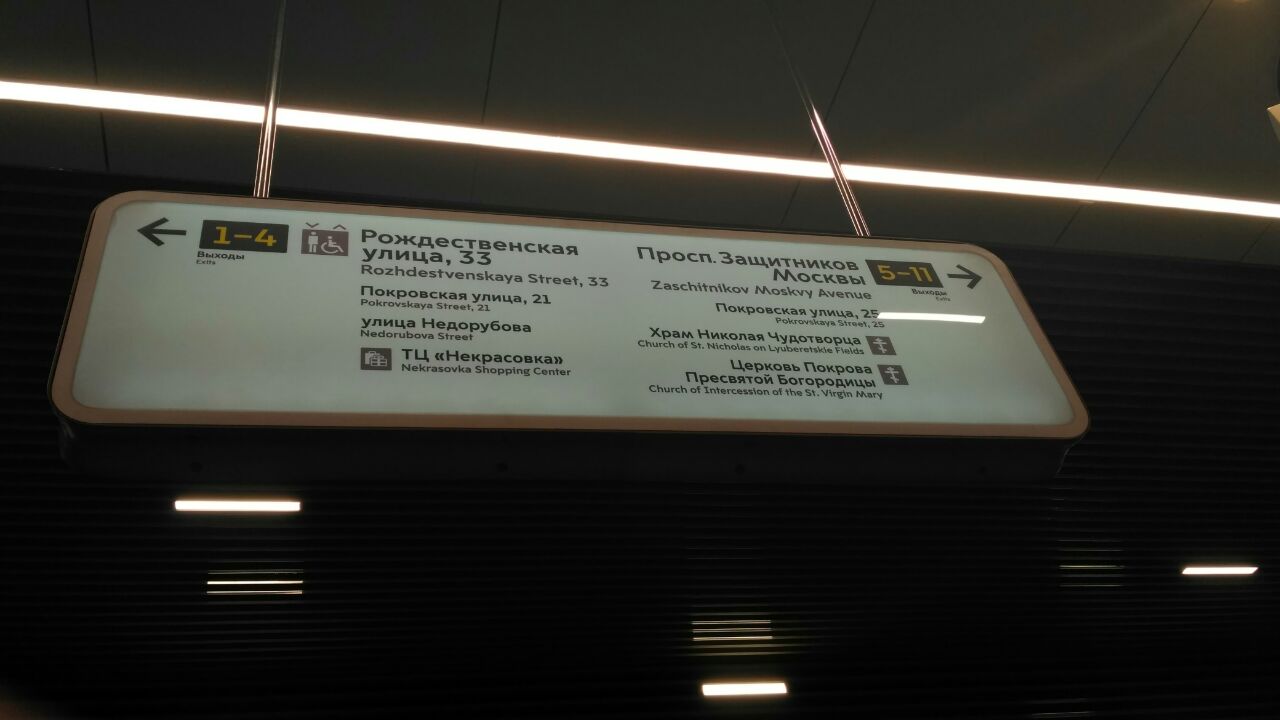 1–4
Выходы
Exits
Рождественская
улица, 33
Rozhdestvenskaya Street, 33
Покровская улица, 21
Pokrovskaya Street, 21
улица Недорубова
Nedorubova Street
ТЦ «Некрасовка»
Nekrasovka Shopping Center
Просп. Защитников
Москвы
Zaschitnikov Moskvy Avenue
5–11
Выходы
Exits
Покровская улица, 25
Pokrovskaya Street, 25
Храм Николая Чудотворца
Church of St. Nicholas on Lyuberetskie Fields
Церковь Покрова
Пресвятой Богородицы
Church of Intercession of the St. Virgin Mary